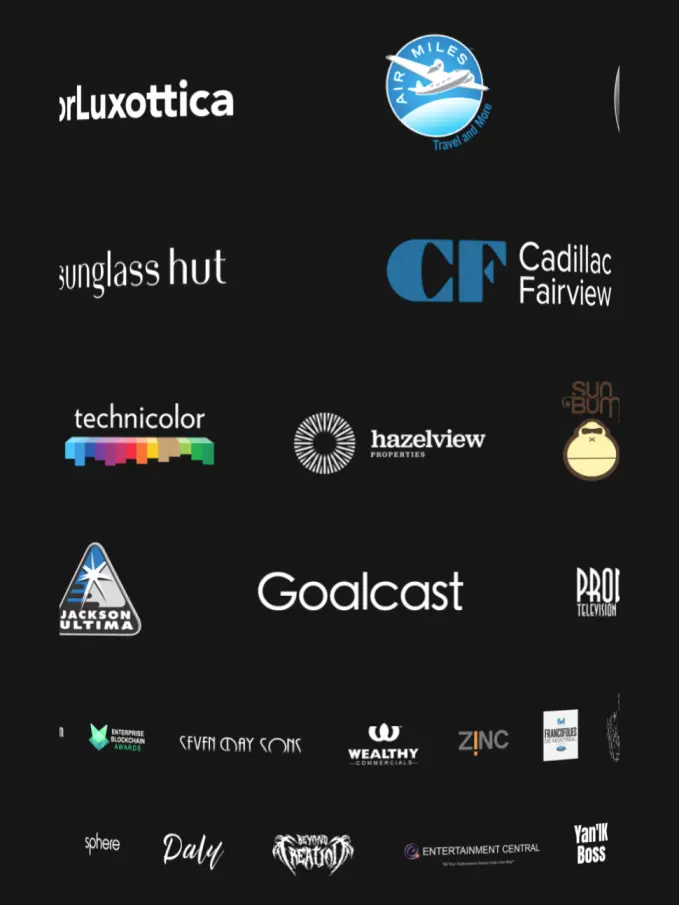 orLuxottica
AIR MILES
Travel and More
sunglass hut
CF Cadillac
Fairview
technicolor
hazelview
PROPERTIES
SUN
BUM
JACKSON
ULTIMA
Goalcast
PROD
TELEVISION
ENTERPRISE
BLOCKCHAIN
AWARDS
SEVEN DAY SONS
WEALTHY
COMMERCIALS
Z!NC
FRANCOFOLIES
DE MONTRÉAL
sphere
Daly
BEYOND
CREATION
ENTERTAINMENT CENTRAL
Yan'IK
Boss